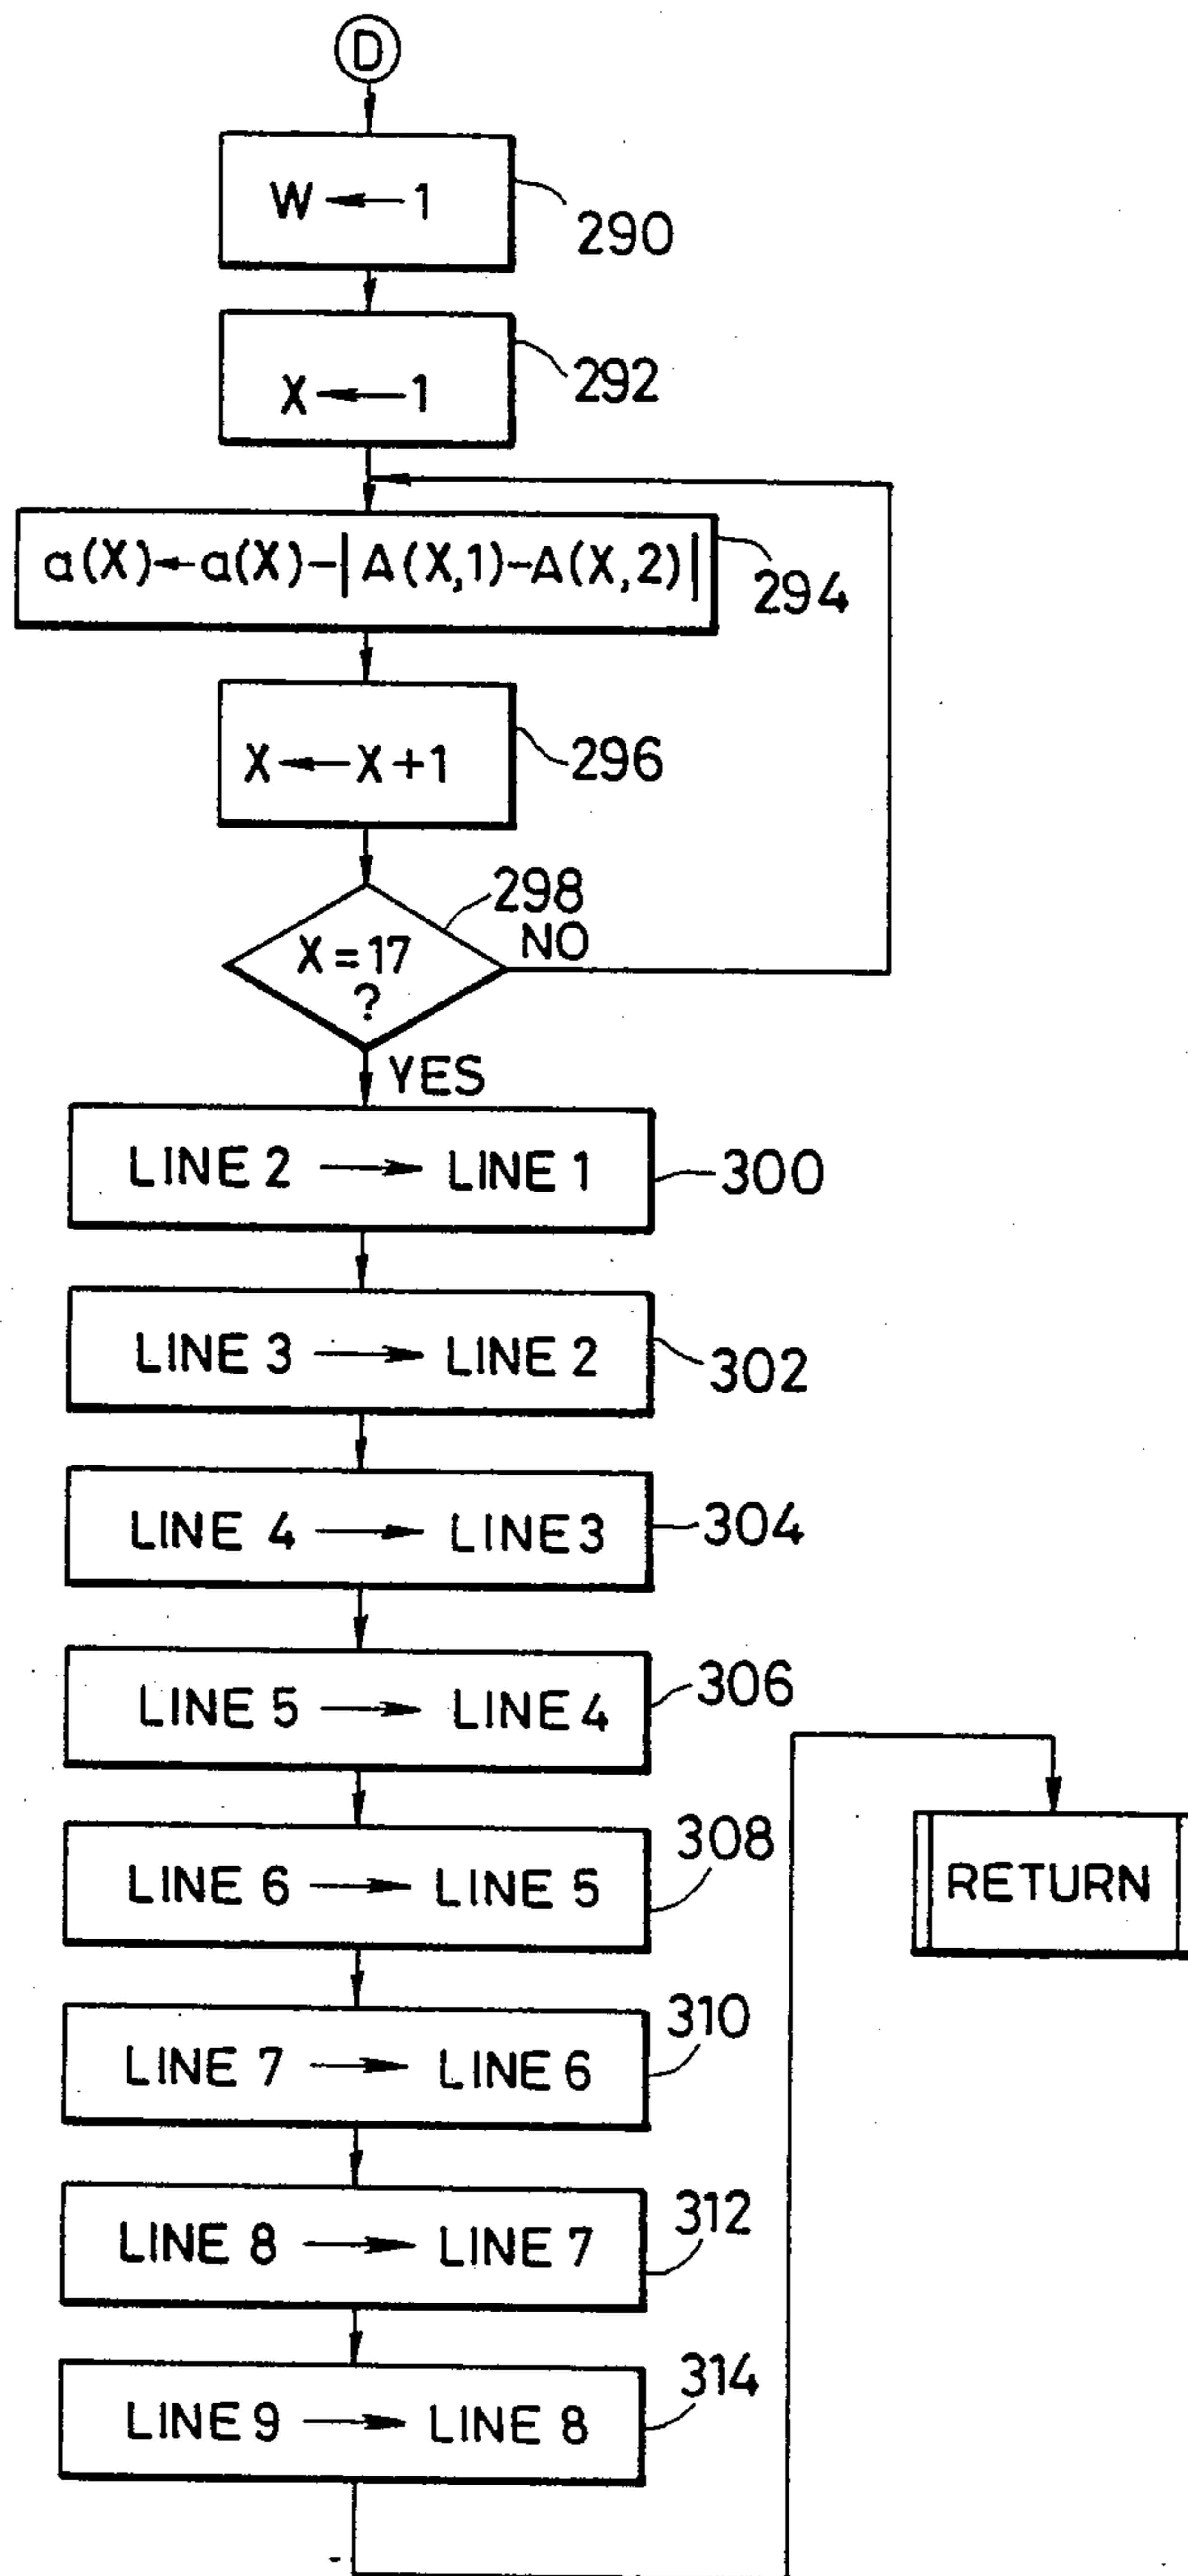 D
W ← 1
290
X ← 1
292
a(X)←a(X)-|A(X,1)-A(X,2)|
294
X ← X+1
296
298
X=17
?
NO
YES
LINE 2 → LINE 1
300
LINE 3 → LINE 2
302
LINE 4 → LINE 3
304
LINE 5 → LINE 4
306
LINE 6 → LINE 5
308
RETURN
LINE 7 → LINE 6
310
LINE 8 → LINE 7
312
LINE 9 → LINE 8
314